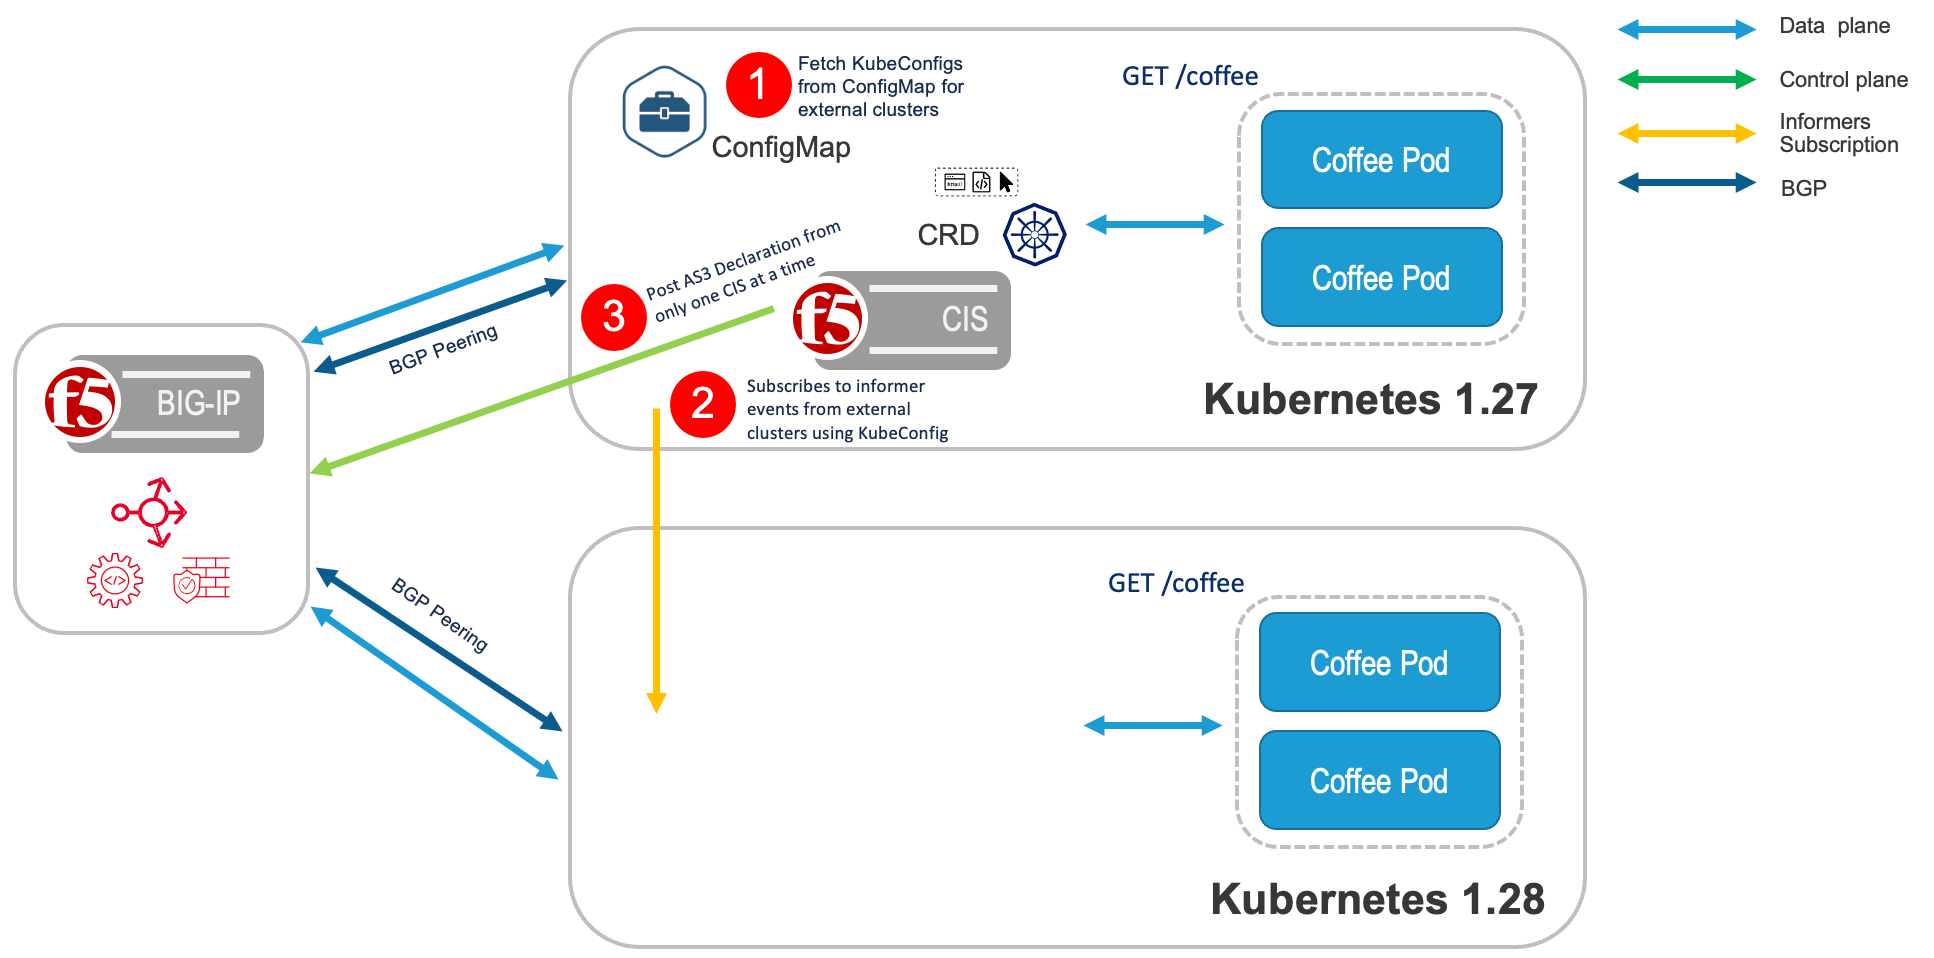 1
Fetch KubeConfigs
from ConfigMap for
external clusters
ConfigMap
GET /coffee
Coffee Pod
Coffee Pod
CRD
3
Post AS3 Declaration from
only one CIS at a time
f5
CIS
2
Subscribes to informer
events from external
clusters using KubeConfig
Kubernetes 1.27
BGP Peering
f5
BIG-IP
</>
BGP Peering
GET /coffee
Coffee Pod
Coffee Pod
Kubernetes 1.28
Data plane
Control plane
Informers
Subscription
BGP